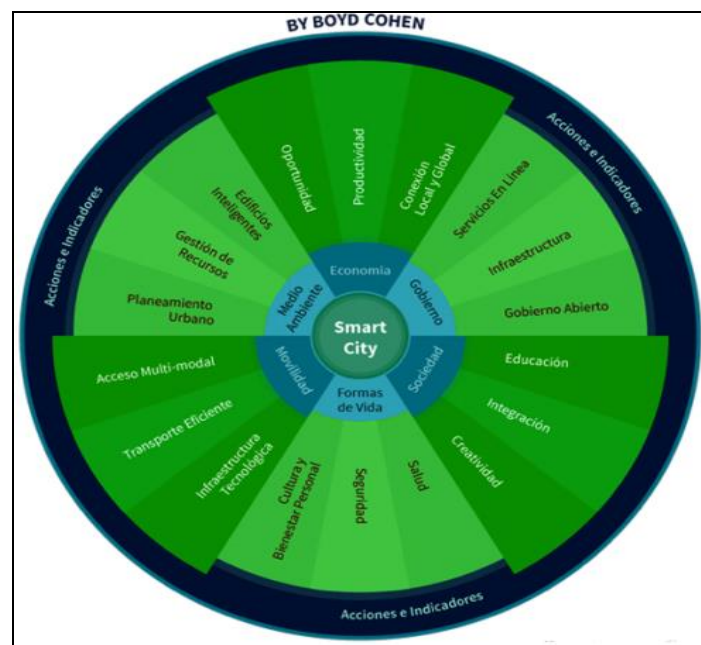 BY BOYD COHEN
Acciones e Indicadores
Acciones e Indicadores
Oportunidad
Productividad
Conexión
Local y Global
Servicios En Línea
Infraestructura
Gobierno Abierto
Edificios
Inteligentes
Gestión de
Recursos
Planeamiento
Urbano
Economia
Medio
Ambiente
Gobierno
Smart
City
Movilidad
Sociedad
Formas
de Vida
Acceso Multi-modal
Transporte Eficiente
Infraestructura
Tecnológica
Cultura y
Bienestar Personal
Seguridad
Salud
Educación
Integración
Creatividad
Acciones e Indicadores